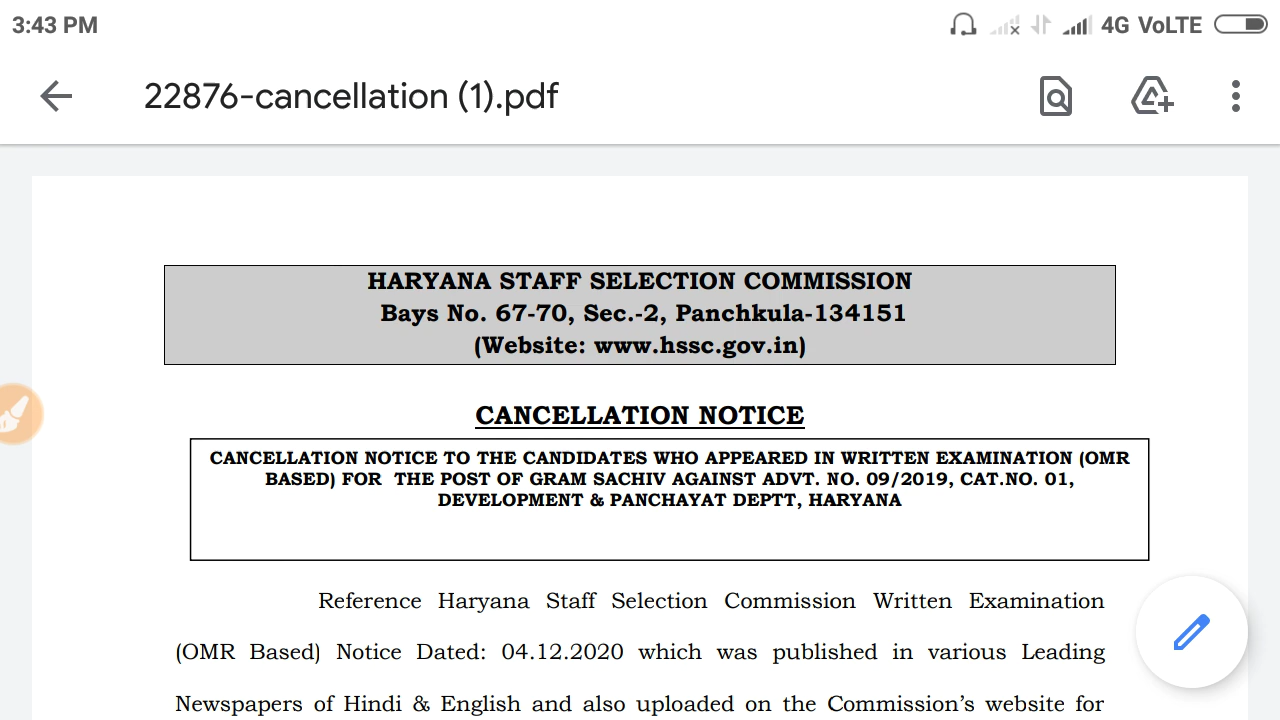 3:43 PM
4G VoLTE
22876-cancellation (1).pdf
HARYANA STAFF SELECTION COMMISSION
Bays No. 67-70, Sec.-2, Panchkula-134151
(Website: www.hssc.gov.in)
CANCELLATION NOTICE
CANCELLATION NOTICE TO THE CANDIDATES WHO APPEARED IN WRITTEN EXAMINATION (OMR
BASED) FOR THE POST OF GRAM SACHIV AGAINST ADVT. NO. 09/2019, CAT.NO. 01,
DEVELOPMENT & PANCHAYAT DEPTT, HARYANA
Reference Haryana Staff Selection Commission Written Examination
(OMR Based) Notice Dated: 04.12.2020 which was published in various Leading
Newspapers of Hindi & English and also uploaded on the Commission's website for